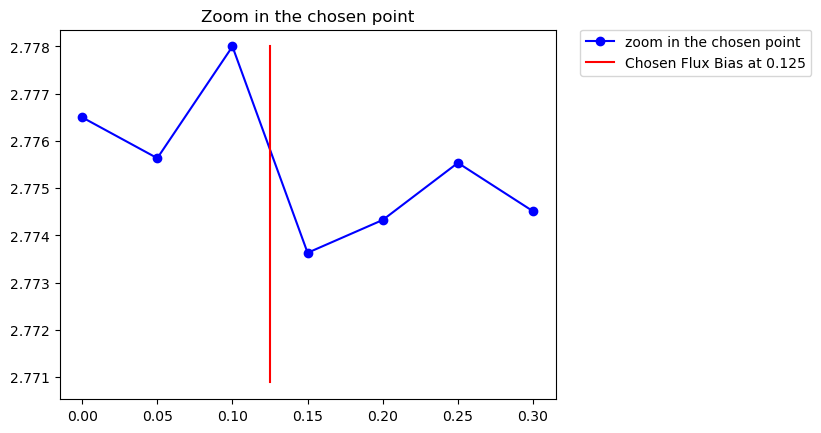 Zoom in the chosen point
zoom in the chosen point
Chosen Flux Bias at 0.125
2.778
2.777
2.776
2.775
2.774
2.773
2.772
2.771
0.00 0.05 0.10 0.15 0.20 0.25 0.30